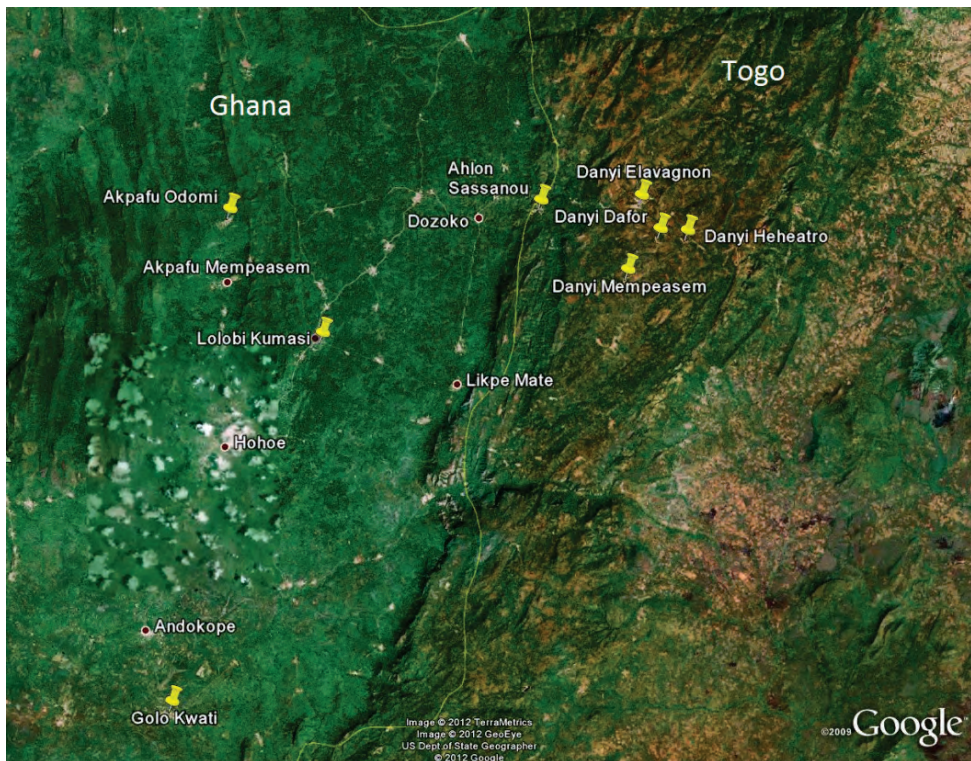 Togo
Ghana
Ahlon
Sassanou
Danyi Elavagnon
Akpafu Odomi
Dozoko
Danyi Dafor
Danyi Heheatro
Akpafu Mempeasem
Danyi Mempeasem
Lolobi Kumasi
Likpe Mate
Hohoe
Andokope
Golo Kwati
Image © 2012 TerraMetrics
Image © 2012 GeoEye
US Dept of State Geographer
© 2012 Google
©2009 Google